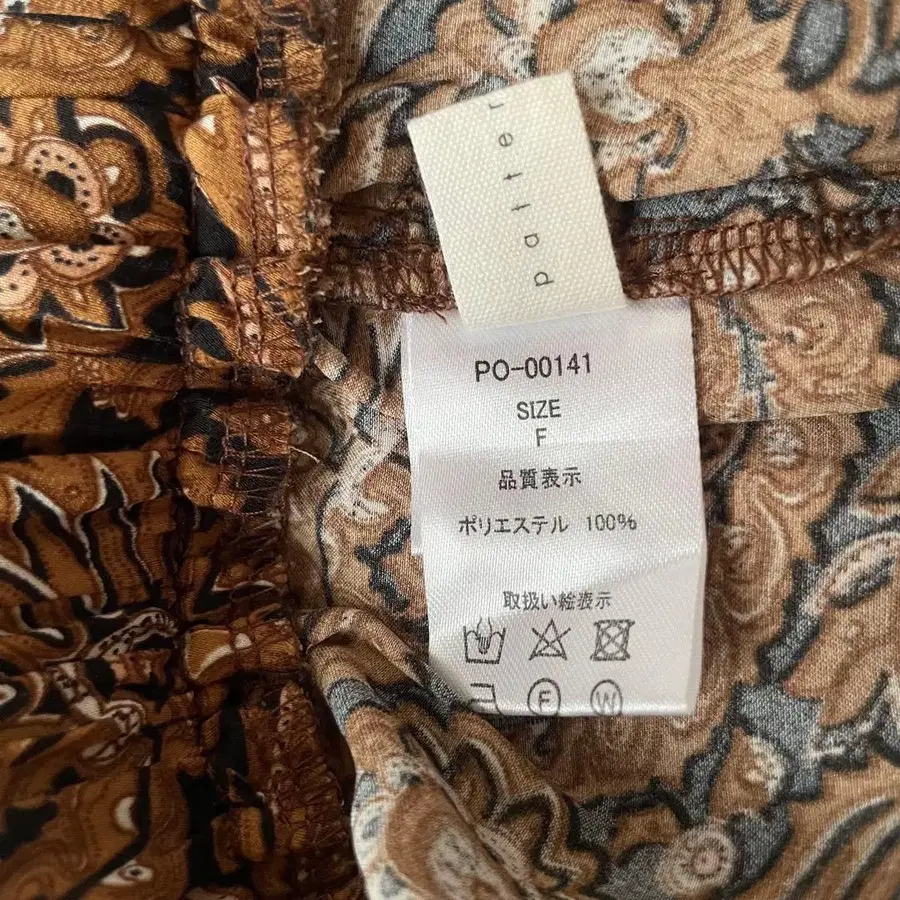 patter
PO-00141
SIZE
F
品質表示
ポリエステル 100%
取扱い絵表示
F
W